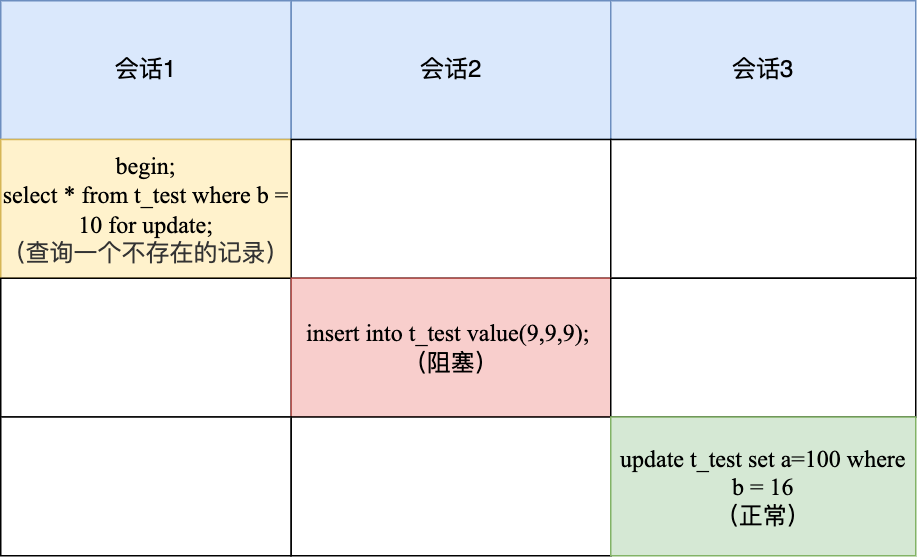 会话1
会话2
会话3
begin;
select * from t_test where b =
10 for update;
（查询一个不存在的记录）
insert into t_test value(9,9,9);
（阻塞）
update t_test set a=100 where
b = 16
（正常）